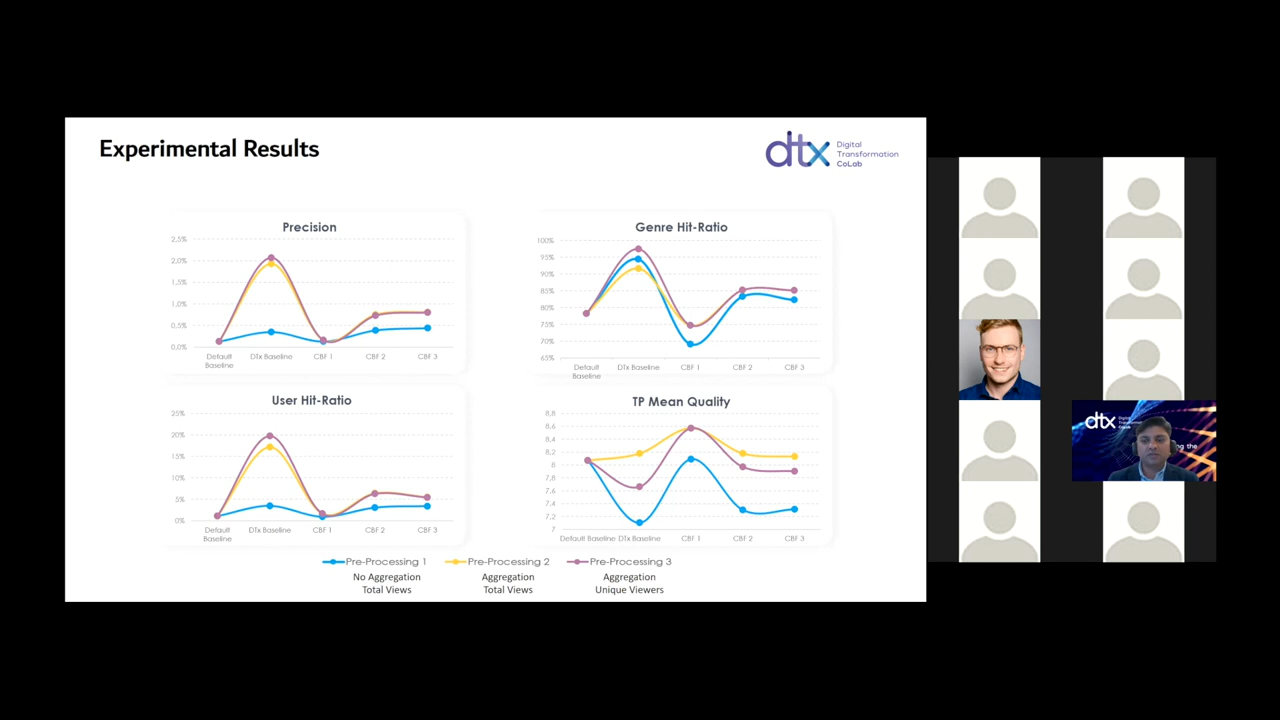 Experimental Results
dtx Digital
Transformation
CoLab
Precision
2,5%
2,0%
1,5%
1,0%
0,5%
0,0%
Default
Baseline
DTx Baseline
CBF 1
CBF 2
CBF 3
Genre Hit-Ratio
100%
95%
90%
85%
80%
75%
70%
65%
Default
Baseline
DTx Baseline
CBF 1
CBF 2
CBF 3
User Hit-Ratio
25%
20%
15%
10%
5%
0%
Default
Baseline
DTx Baseline
CBF 1
CBF 2
CBF 3
TP Mean Quality
8,8
8,6
8,4
8,2
8
7,8
7,6
7,4
7,2
7
Default Baseline
DTx Baseline
CBF 1
CBF 2
CBF 3
Pre-Processing 1
No Aggregation
Total Views
Pre-Processing 2
Aggregation
Total Views
Pre-Processing 3
Aggregation
Unique Viewers
dtx Digital
Transformation
CoLab
the